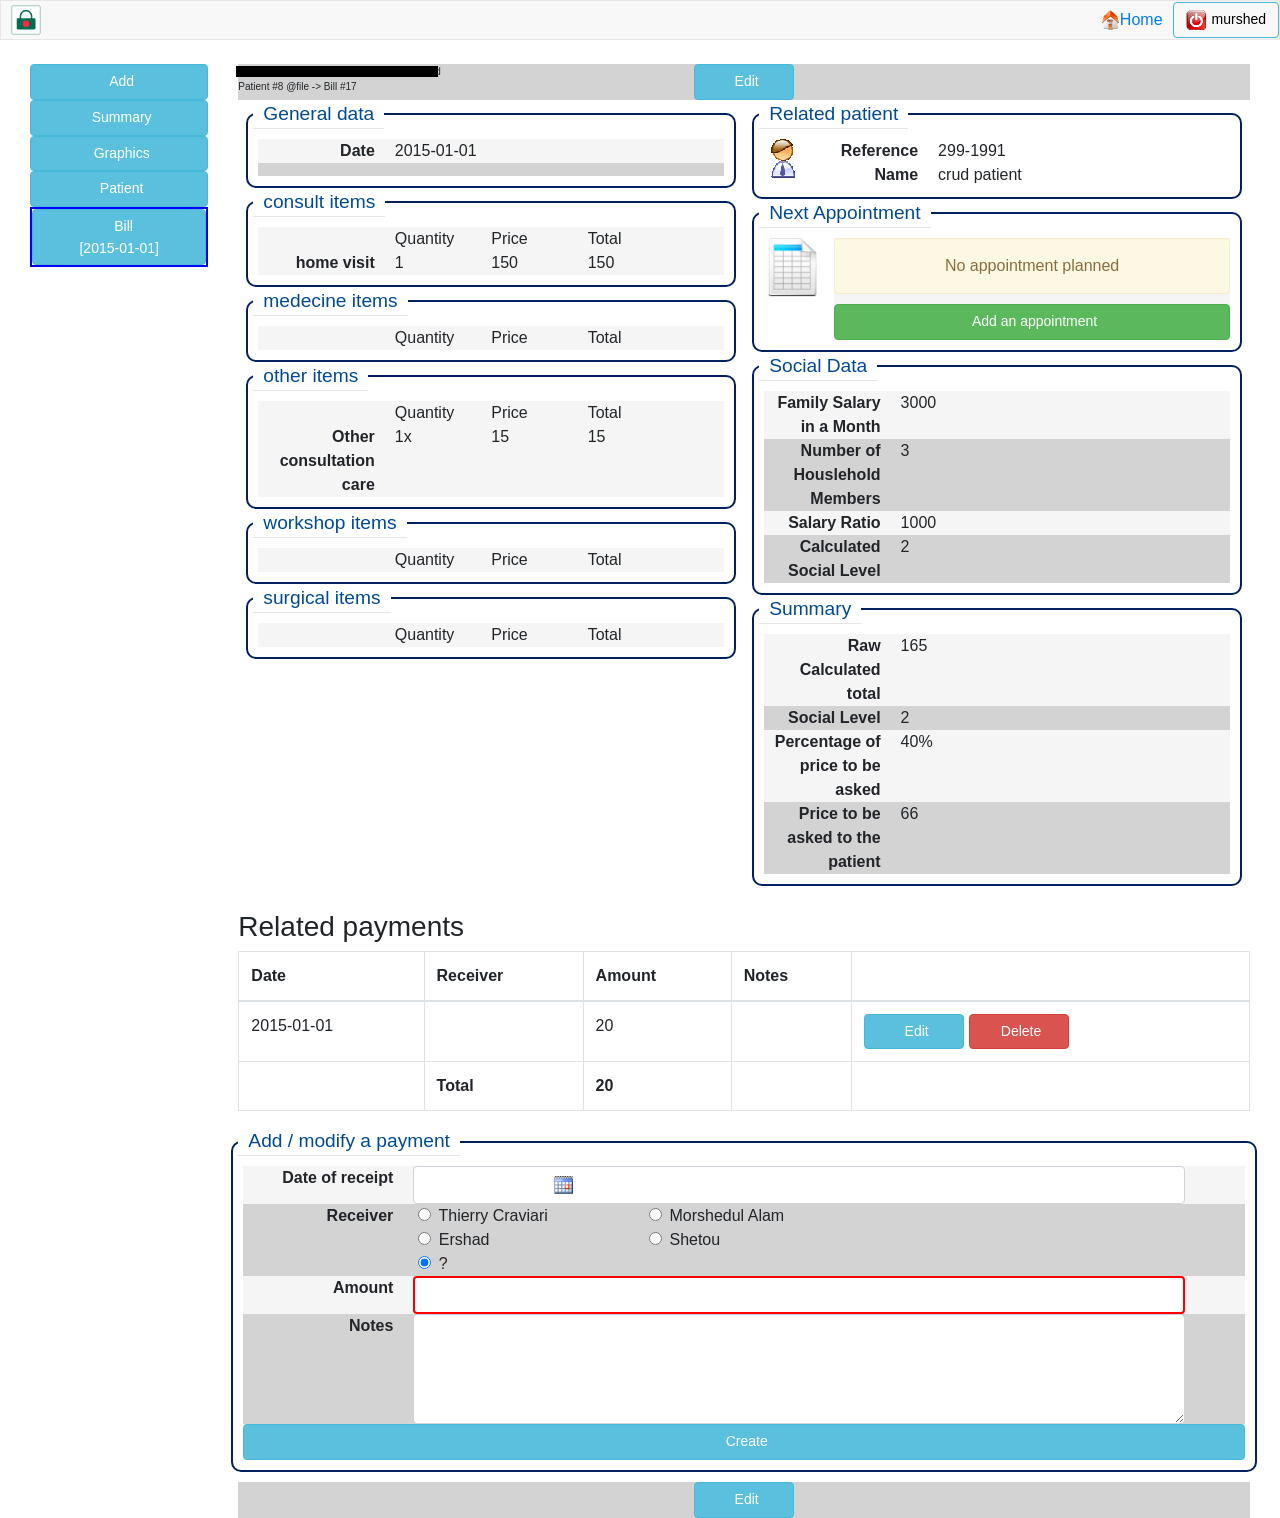 Home murshed
Add
Summary
Graphics
Patient
Bill
[2015-01-01]
Patient #8 @file -> Bill #17
Edit
General data
Date 2015-01-01
consult items
Quantity Price Total
home visit 1 150 150
medecine items
Quantity Price Total
other items
Quantity Price Total
Other 1x 15 15
consultation
care
workshop items
Quantity Price Total
surgical items
Quantity Price Total
Related patient
Reference 299-1991
Name crud patient
Next Appointment
No appointment planned
Add an appointment
Social Data
Family Salary 3000
in a Month
Number of 3
Houslehold
Members
Salary Ratio 1000
Calculated 2
Social Level
Summary
Raw 165
Calculated
total
Social Level 2
Percentage of 40%
price to be
asked
Price to be 66
asked to the
patient
Related payments
Date Receiver Amount Notes
2015-01-01 20 Edit Delete
Total 20
Add / modify a payment
Date of receipt
Receiver Thierry Craviari Morshedul Alam
Ershad Shetou
?
Amount
Notes
Create
Edit